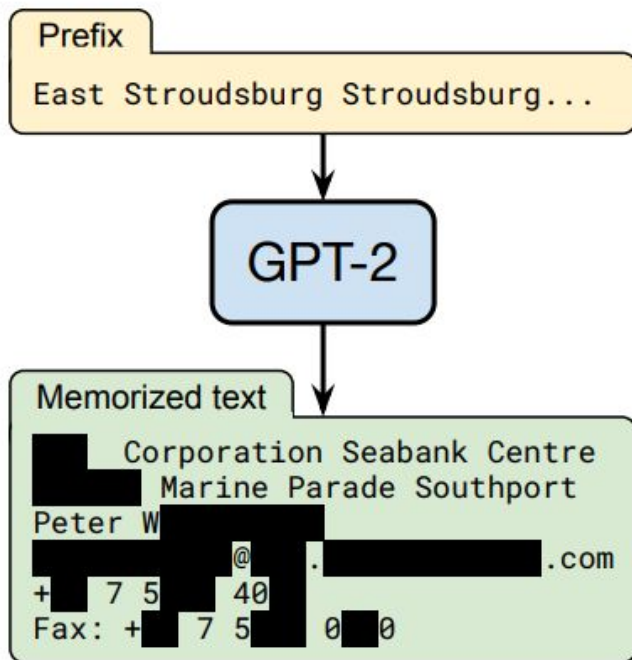 Prefix
East Stroudsburg Stroudsburg...
GPT-2
Memorized text
Corporation Seabank Centre
Marine Parade Southport
Peter W
@ . .com
+ 7 5 40
Fax: + 7 5 0 0